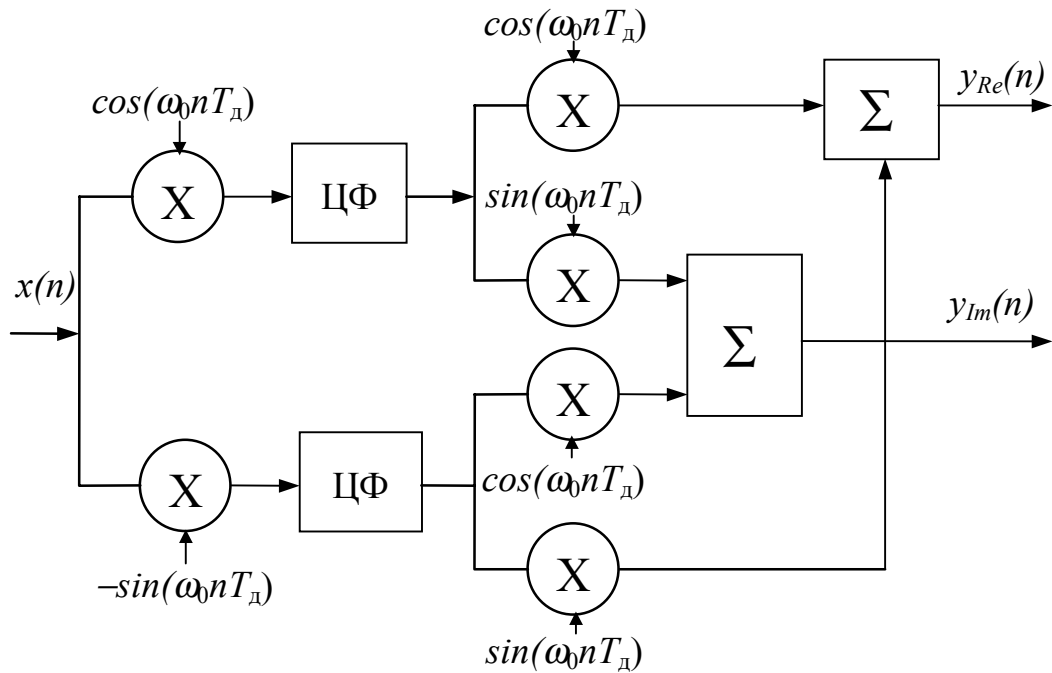 cos(ω₀nTд)
yRe(n)
cos(ω₀nTд)
X
Σ
X
ЦФ
sin(ω₀nTд)
x(n)
X
yIm(n)
Σ
X
X
ЦФ
cos(ω₀nTд)
–sin(ω₀nTд)
X
sin(ω₀nTд)